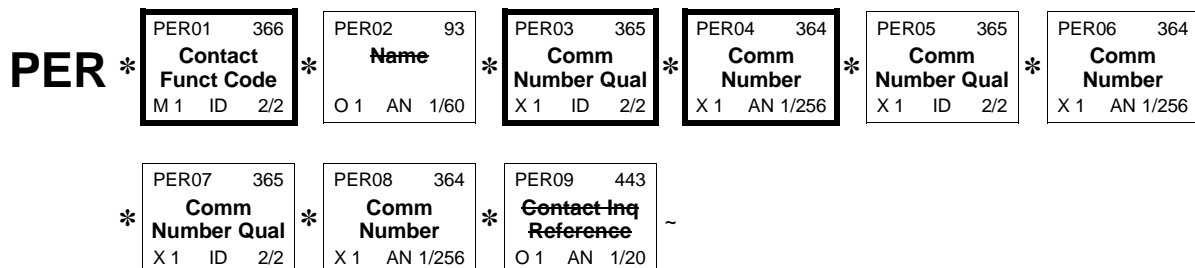 PER01 366 PER02 93 PER03 365 PER04 364 PER05 365 PER06 364
PER * Contact * Name * Comm * Comm * Comm * Comm
Funct Code Number Qual Number Number Qual Number
M 1 ID 2/2 O 1 AN 1/60 X 1 ID 2/2 X 1 AN 1/256 X 1 ID 2/2 X 1 AN 1/256
PER07 365 PER08 364 PER09 443
* Comm * Comm * Contact Inq ~
Number Qual Number Reference
X 1 ID 2/2 X 1 AN 1/256 O 1 AN 1/20